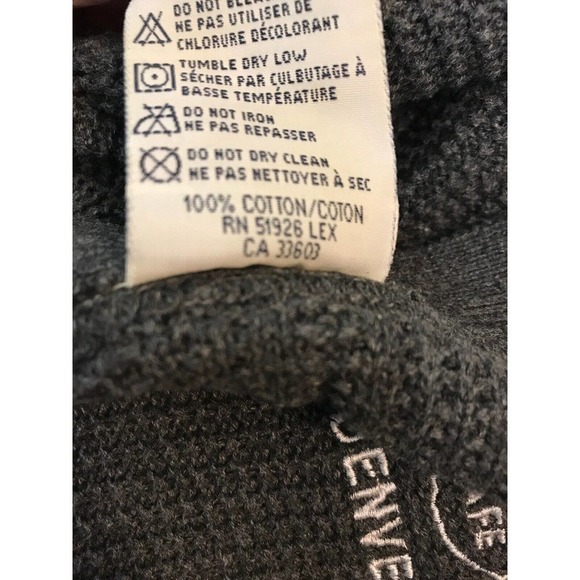 DO NOT BLEACH
NE PAS UTILISER DE
CHLORURE DÉCOLORANT
TUMBLE DRY LOW
SÉCHER PAR CULBUTAGE À
BASSE TEMPÉRATURE
DO NOT IRON
NE PAS REPASSER
DO NOT DRY CLEAN
NE PAS NETTOYER À SEC
100% COTTON/COTON
RN 51926 LEX
CA 33603
DENVE
AFE